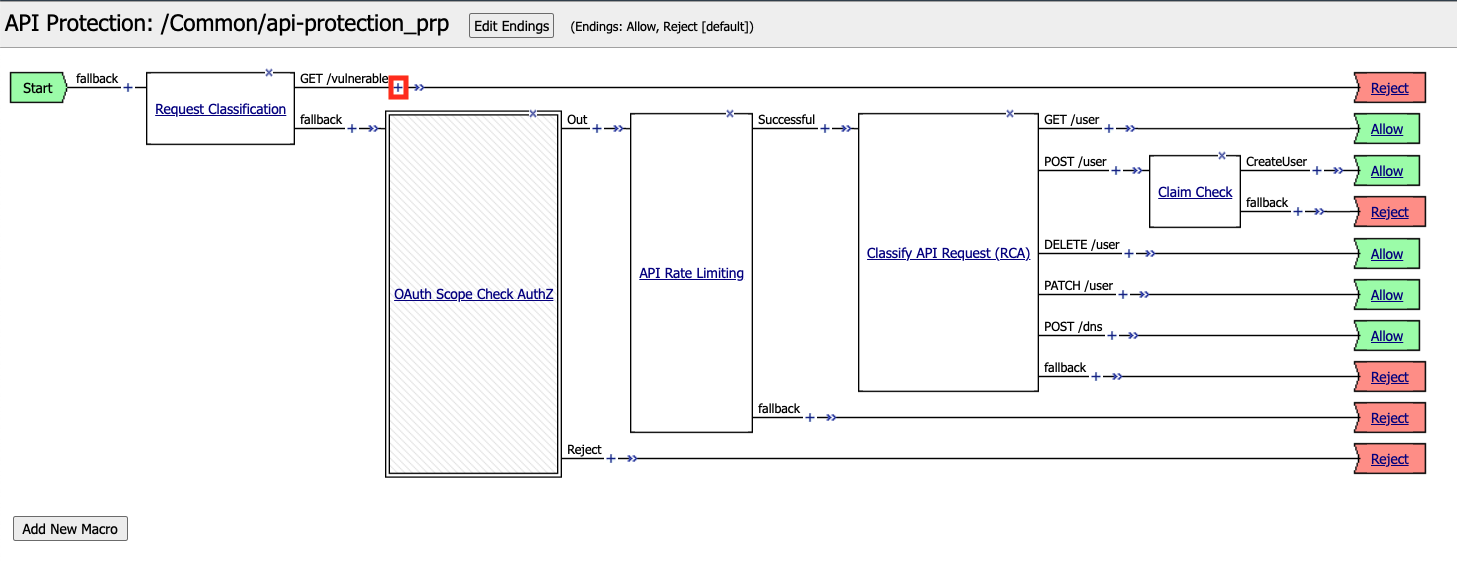 API Protection: /Common/api-protection_prp Edit Endings (Endings: Allow, Reject [default])
Start fallback + Request Classification x GET /vulnerable + Reject
fallback + OAuth Scope Check AuthZ x Out + API Rate Limiting x Successful + Classify API Request (RCA) x GET /user + Allow
POST /user + Claim Check x CreateUser + Allow
fallback + Reject
DELETE /user + Allow
PATCH /user + Allow
POST /dns + Allow
fallback + Reject
fallback + Reject
Reject + Reject
Add New Macro